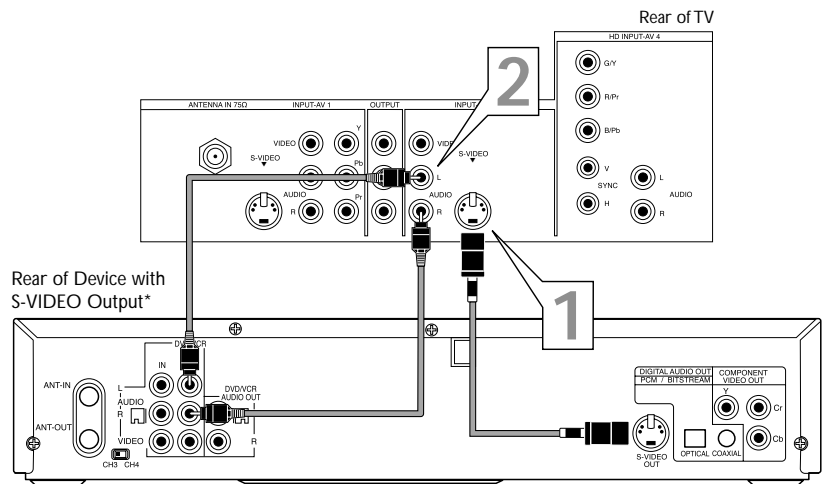 Rear of TV
HD INPUT-AV 4
G/Y
R/Pr
B/Pb
V
SYNC
H
L
AUDIO
R
ANTENNA IN 75Ω
INPUT-AV 1
OUTPUT
2
VIDEO
Y
S-VIDEO
Pb
AUDIO
R
Pr
S-VIDEO
L
AUDIO
R
1
Rear of Device with
S-VIDEO Output*
ANT-IN
ANT-OUT
IN
L
AUDIO
R
VIDEO
CH3 CH4
DVD/VCR
AUDIO OUT
R
DIGITAL AUDIO OUT
PCM / BITSTREAM
COMPONENT
VIDEO OUT
Y
Cr
Cb
S-VIDEO
OUT
OPTICAL
COAXIAL